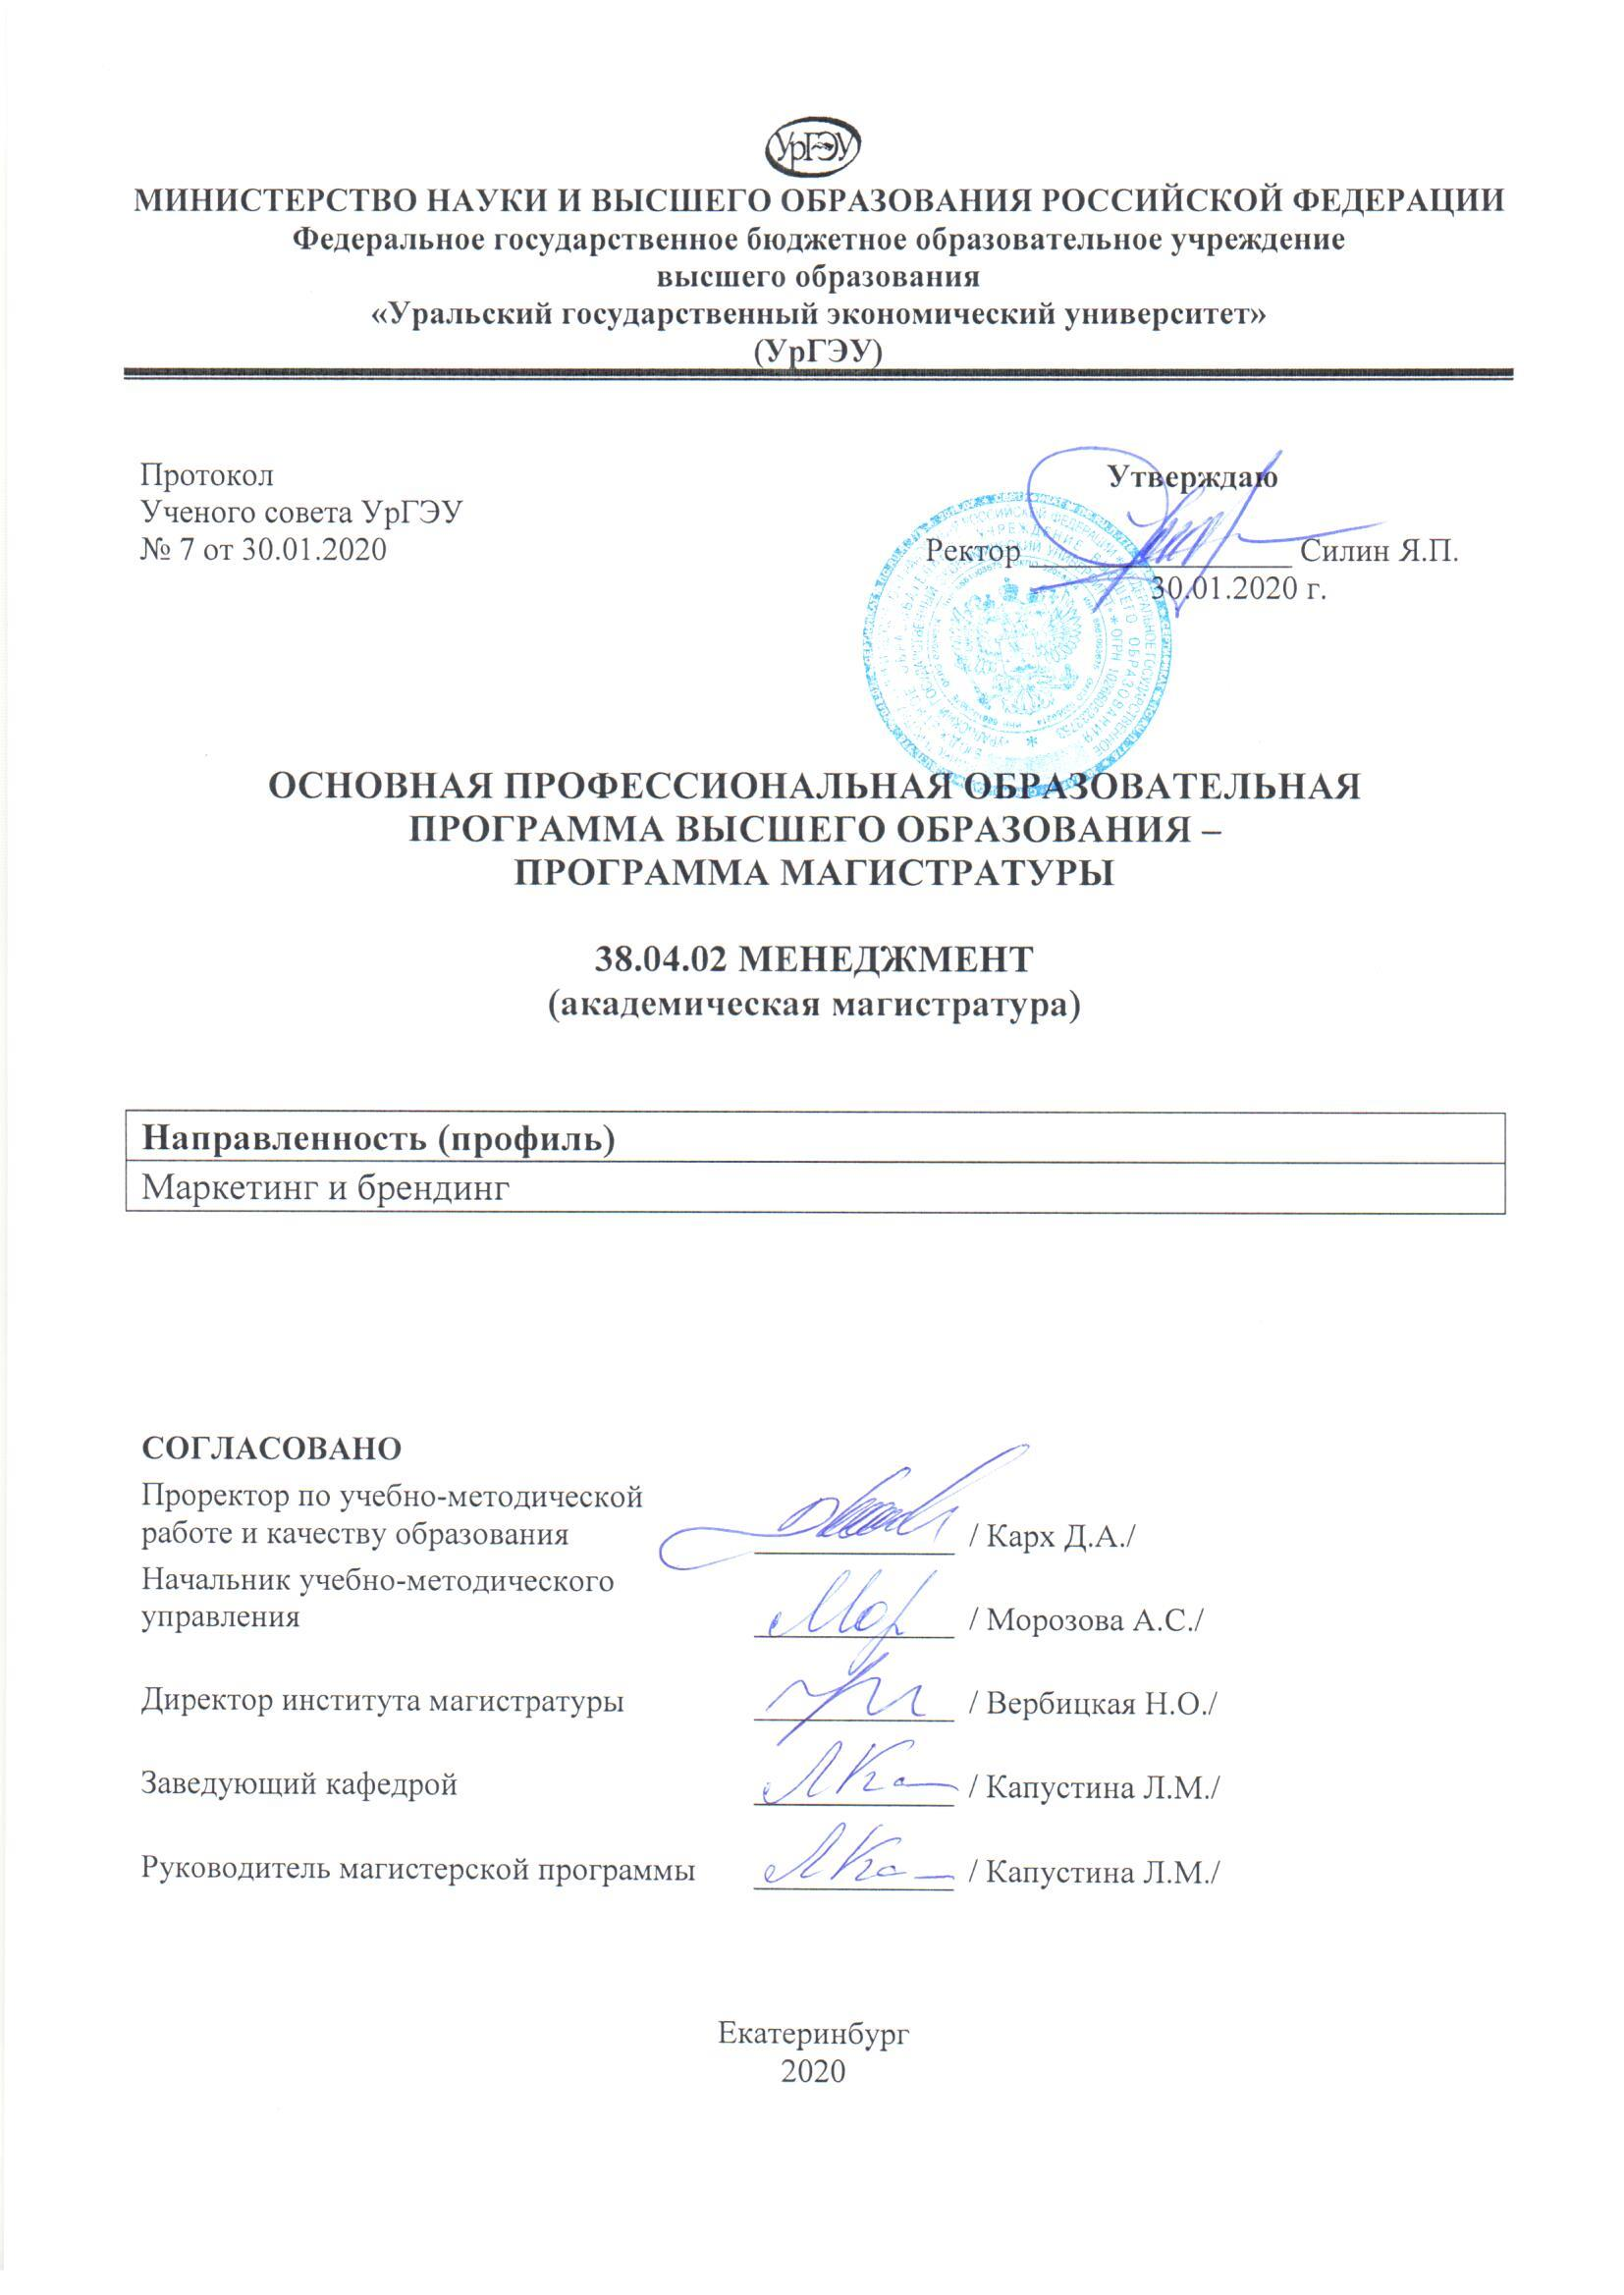 УрГЭУ
МИНИСТЕРСТВО НАУКИ И ВЫСШЕГО ОБРАЗОВАНИЯ РОССИЙСКОЙ ФЕДЕРАЦИИ
Федеральное государственное бюджетное образовательное учреждение
высшего образования
«Уральский государственный экономический университет»
(УрГЭУ)
Протокол
Ученого совета УрГЭУ
№ 7 от 30.01.2020
Утверждаю
Ректор Силин Я.П.
30.01.2020 г.
ОСНОВНАЯ ПРОФЕССИОНАЛЬНАЯ ОБРАЗОВАТЕЛЬНАЯ
ПРОГРАММА ВЫСШЕГО ОБРАЗОВАНИЯ –
ПРОГРАММА МАГИСТРАТУРЫ
38.04.02 МЕНЕДЖМЕНТ
(академическая магистратура)
Направленность (профиль)
Маркетинг и брендинг
СОГЛАСОВАНО
Проректор по учебно-методической
работе и качеству образования / Карх Д.А./
Начальник учебно-методического
управления / Морозова А.С./
Директор института магистратуры / Вербицкая Н.О./
Заведующий кафедрой / Капустина Л.М./
Руководитель магистерской программы / Капустина Л.М./
Екатеринбург
2020